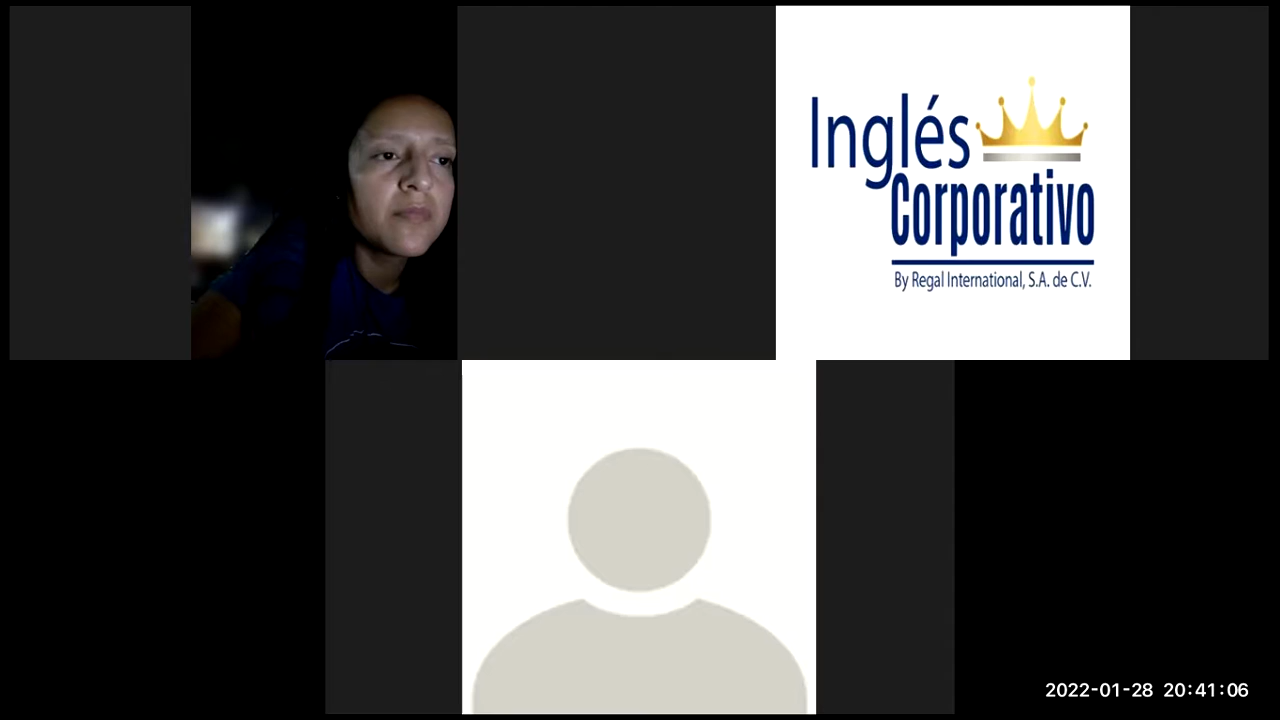 Inglés
Corporativo
By Regal International, S.A. de C.V.
2022-01-28 20:41:06